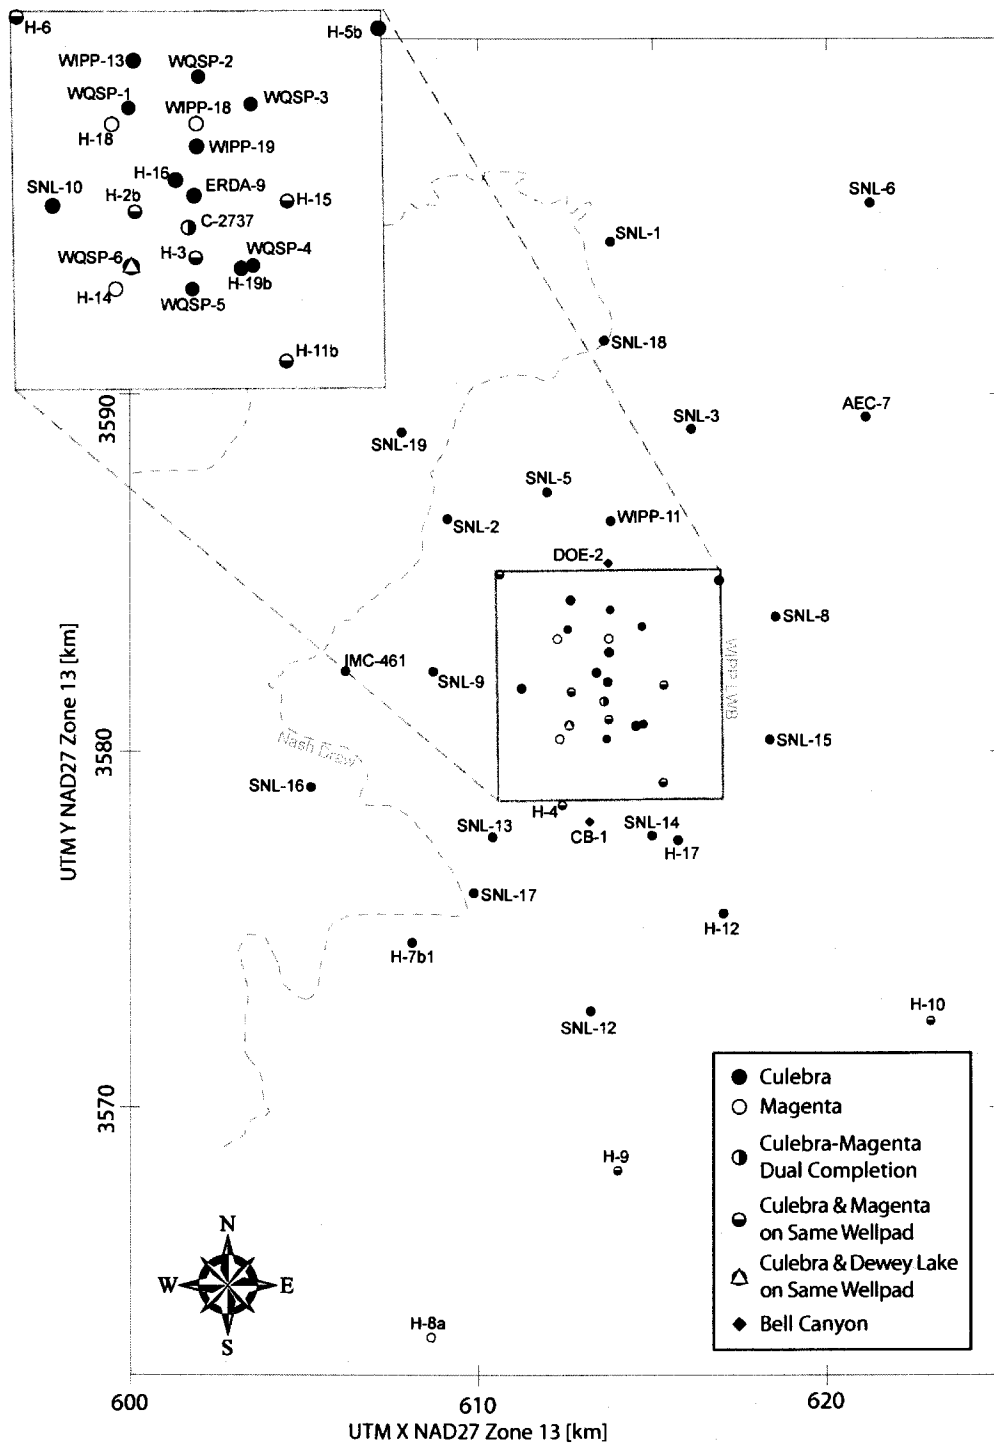 H-6
H-5b
WIPP-13
WQSP-2
WQSP-1
WIPP-18
WQSP-3
H-18
WIPP-19
H-16
SNL-10
H-2b
ERDA-9
H-15
C-2737
WQSP-6
H-3
WQSP-4
H-14
H-19b
WQSP-5
H-11b
SNL-6
SNL-1
SNL-18
3590
SNL-3
AEC-7
SNL-19
SNL-5
SNL-2
WIPP-11
DOE-2
SNL-8
IMC-461
SNL-9
WIPP LWB
Nash Draw
3580
SNL-15
SNL-16
H-4
SNL-13
CB-1
SNL-14
H-17
SNL-17
H-12
H-7b1
H-10
SNL-12
3570
H-9
H-8a
UTM Y NAD27 Zone 13 [km]
Culebra
Magenta
Culebra-Magenta
Dual Completion
Culebra & Magenta
on Same Wellpad
Culebra & Dewey Lake
on Same Wellpad
Bell Canyon
N
W
E
S
600
610
620
UTM X NAD27 Zone 13 [km]